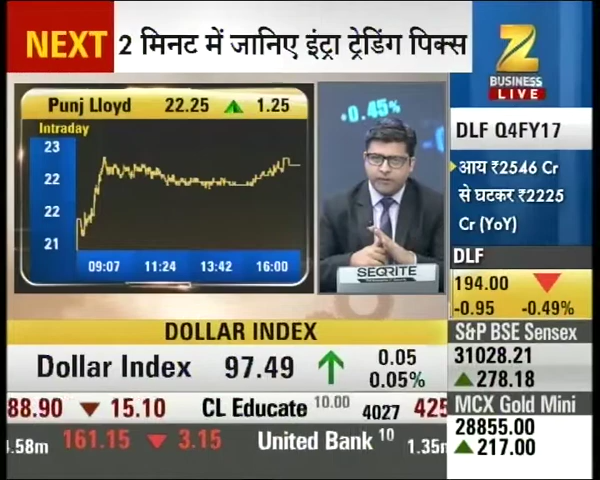 NEXT 2 मिनट में जानिए इंट्रा ट्रेडिंग पिक्स
Z
BUSINESS
LIVE
Punj Lloyd 22.25 ▲ 1.25
Intraday
23
22
22
21
09:07 11:24 13:42 16:00
+0.45%
SEQRITE
DLF Q4FY17
आय ₹2546 Cr
से घटकर ₹2225
Cr (YoY)
DLF
194.00 ▼
-0.95 -0.49%
S&P BSE Sensex
31028.21
▲ 278.18
MCX Gold Mini
28855.00
▲ 217.00
DOLLAR INDEX
Dollar Index 97.49 ↑ 0.05
0.05%
88.90 ▼ 15.10 CL Educate 10.00 4027 425
.58m 161.15 ▼ 3.15 United Bank 10 1.35m